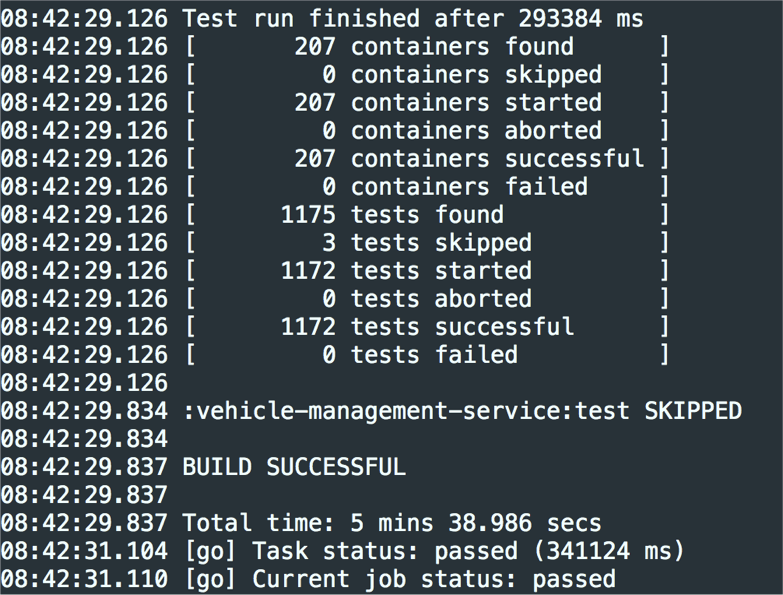 08:42:29.126 Test run finished after 293384 ms
08:42:29.126 [       207 containers found      ]
08:42:29.126 [         0 containers skipped    ]
08:42:29.126 [       207 containers started    ]
08:42:29.126 [         0 containers aborted    ]
08:42:29.126 [       207 containers successful ]
08:42:29.126 [         0 containers failed     ]
08:42:29.126 [      1175 tests found           ]
08:42:29.126 [         3 tests skipped         ]
08:42:29.126 [      1172 tests started         ]
08:42:29.126 [         0 tests aborted         ]
08:42:29.126 [      1172 tests successful      ]
08:42:29.126 [         0 tests failed          ]
08:42:29.126
08:42:29.834 :vehicle-management-service:test SKIPPED
08:42:29.834
08:42:29.837 BUILD SUCCESSFUL
08:42:29.837
08:42:29.837 Total time: 5 mins 38.986 secs
08:42:31.104 [go] Task status: passed (341124 ms)
08:42:31.110 [go] Current job status: passed